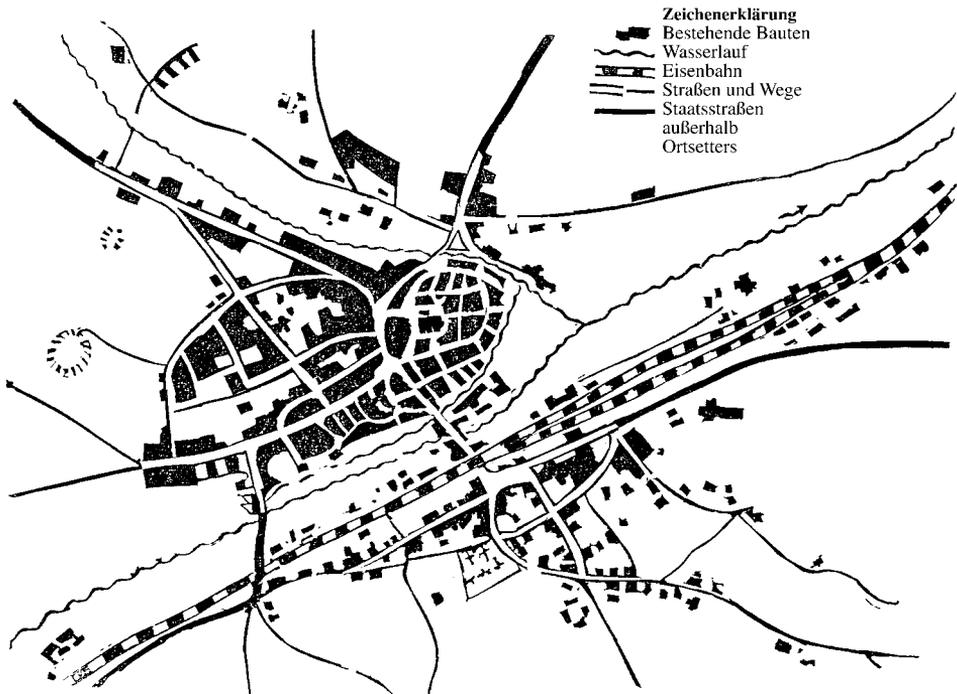 Zeichenerklärung
Bestehende Bauten
Wasserlauf
Eisenbahn
Straßen und Wege
Staatsstraßen
außerhalb
Ortsetters